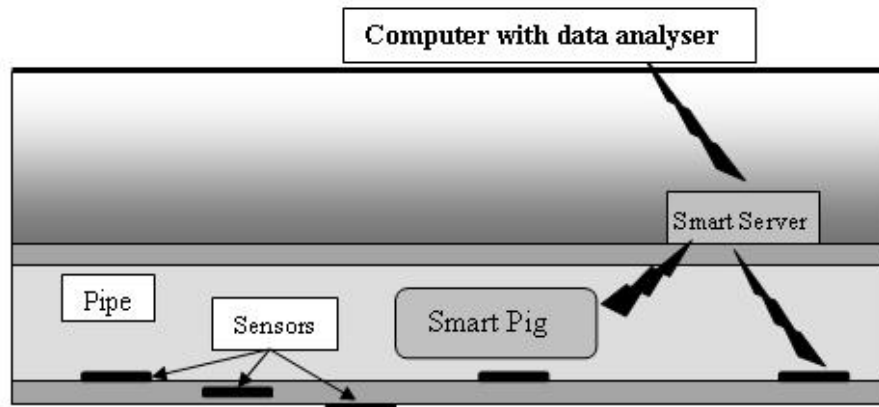 Computer with data analyser
Smart Server
Pipe
Sensors
Smart Pig